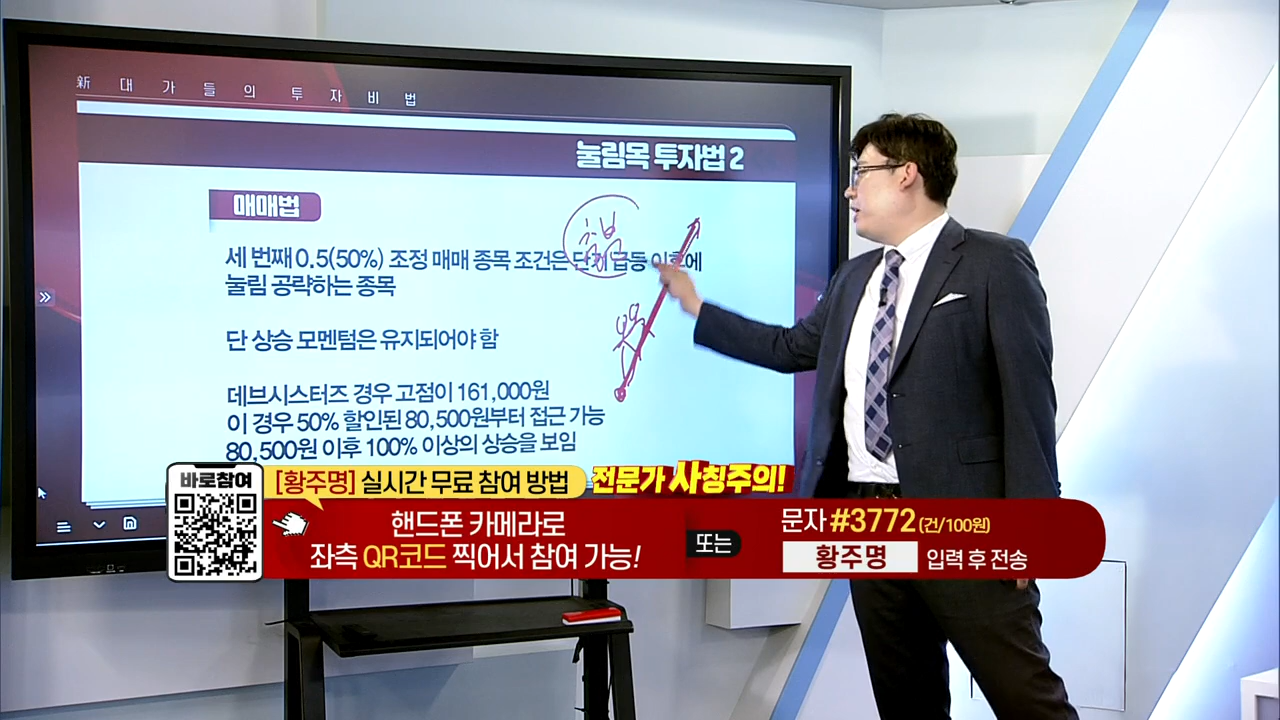 新 대 가 들 의 투 자 비 법
눌림목 투자법 2
매매법
세 번째 0.5(50%) 조정 매매 종목 조건은 단기 급등 이후에
눌림 공략하는 종목
단 상승 모멘텀은 유지되어야 함
데브시스터즈 경우 고점이 161,000원
이 경우 50% 할인된 80,500원부터 접근 가능
80,500원 이후 100% 이상의 상승을 보임
바로참여
[황주명] 실시간 무료 참여 방법
전문가 사칭주의!
핸드폰 카메라로
좌측 QR코드 찍어서 참여 가능!
또는
문자 #3772 (건/100원)
황주명 입력 후 전송